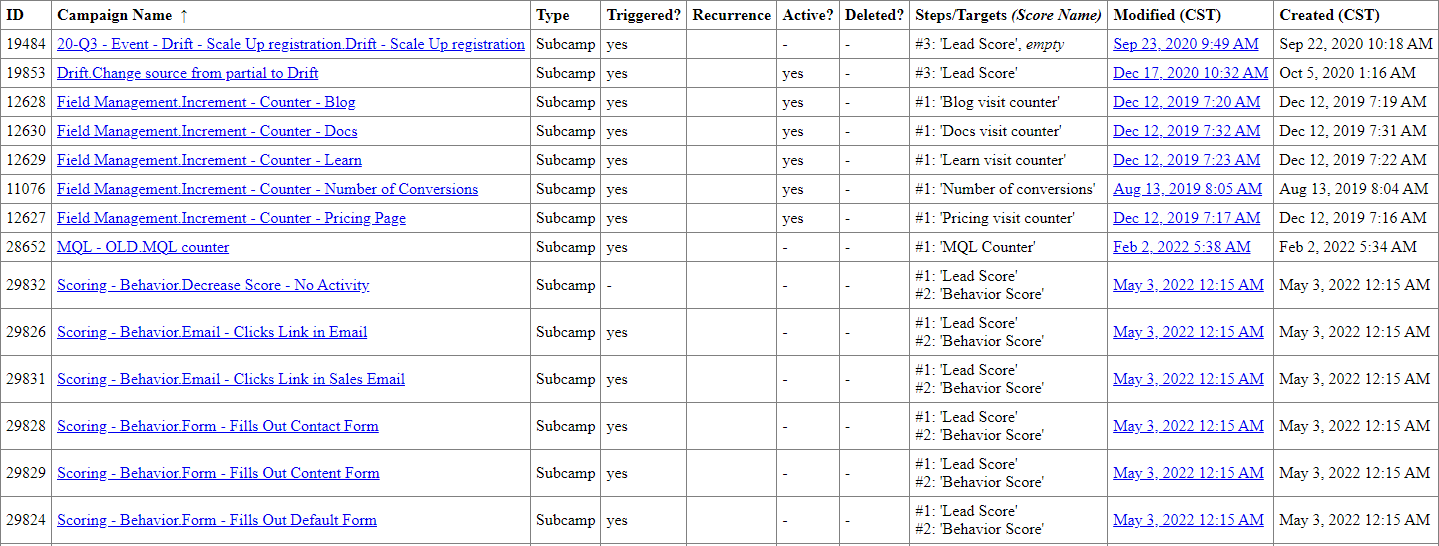 ID Campaign Name ↑ Type Triggered? Recurrence Active? Deleted? Steps/Targets (Score Name) Modified (CST) Created (CST)
19484 20-Q3 - Event - Drift - Scale Up registration.Drift - Scale Up registration Subcamp yes - - #3: 'Lead Score', empty Sep 23, 2020 9:49 AM Sep 22, 2020 10:18 AM
19853 Drift.Change source from partial to Drift Subcamp yes yes - #3: 'Lead Score' Dec 17, 2020 10:32 AM Oct 5, 2020 1:16 AM
12628 Field Management.Increment - Counter - Blog Subcamp yes yes - #1: 'Blog visit counter' Dec 12, 2019 7:20 AM Dec 12, 2019 7:19 AM
12630 Field Management.Increment - Counter - Docs Subcamp yes yes - #1: 'Docs visit counter' Dec 12, 2019 7:32 AM Dec 12, 2019 7:31 AM
12629 Field Management.Increment - Counter - Learn Subcamp yes yes - #1: 'Learn visit counter' Dec 12, 2019 7:23 AM Dec 12, 2019 7:22 AM
11076 Field Management.Increment - Counter - Number of Conversions Subcamp yes yes - #1: 'Number of conversions' Aug 13, 2019 8:05 AM Aug 13, 2019 8:04 AM
12627 Field Management.Increment - Counter - Pricing Page Subcamp yes yes - #1: 'Pricing visit counter' Dec 12, 2019 7:17 AM Dec 12, 2019 7:16 AM
28652 MQL - OLD.MQL counter Subcamp yes - - #1: 'MQL Counter' Feb 2, 2022 5:38 AM Feb 2, 2022 5:34 AM
29832 Scoring - Behavior.Decrease Score - No Activity Subcamp - - - #1: 'Lead Score' May 3, 2022 12:15 AM May 3, 2022 12:15 AM
#2: 'Behavior Score'
29826 Scoring - Behavior.Email - Clicks Link in Email Subcamp yes - - #1: 'Lead Score' May 3, 2022 12:15 AM May 3, 2022 12:15 AM
#2: 'Behavior Score'
29831 Scoring - Behavior.Email - Clicks Link in Sales Email Subcamp yes - - #1: 'Lead Score' May 3, 2022 12:15 AM May 3, 2022 12:15 AM
#2: 'Behavior Score'
29828 Scoring - Behavior.Form - Fills Out Contact Form Subcamp yes - - #1: 'Lead Score' May 3, 2022 12:15 AM May 3, 2022 12:15 AM
#2: 'Behavior Score'
29829 Scoring - Behavior.Form - Fills Out Content Form Subcamp yes - - #1: 'Lead Score' May 3, 2022 12:15 AM May 3, 2022 12:15 AM
#2: 'Behavior Score'
29824 Scoring - Behavior.Form - Fills Out Default Form Subcamp yes - - #1: 'Lead Score' May 3, 2022 12:15 AM May 3, 2022 12:15 AM
#2: 'Behavior Score'